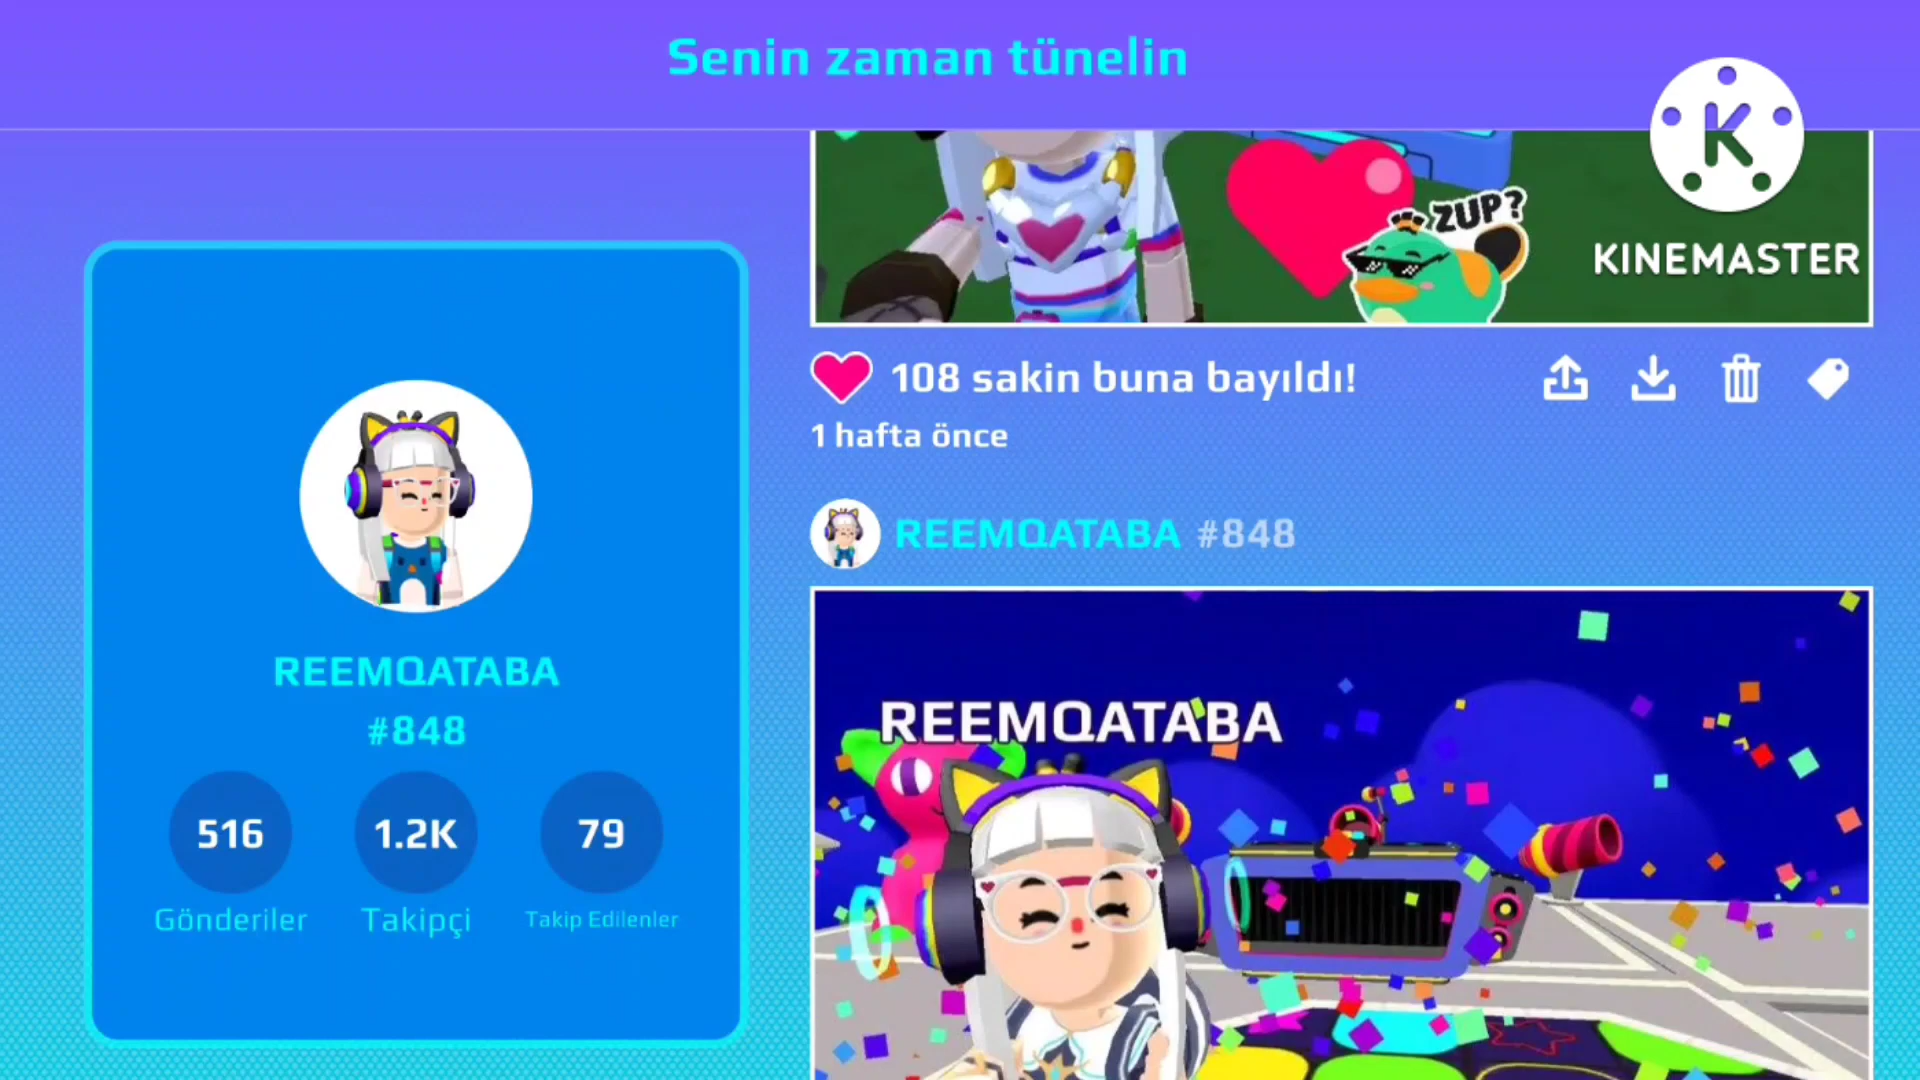 Senin zaman tünelin
K
KINEMASTER
ZUP?
108 sakin buna bayıldı!
1 hafta önce
REEMQATABA #848
REEMQATABA
REEMQATABA
#848
516
1.2K
79
Gönderiler
Takipçi
Takip Edilenler